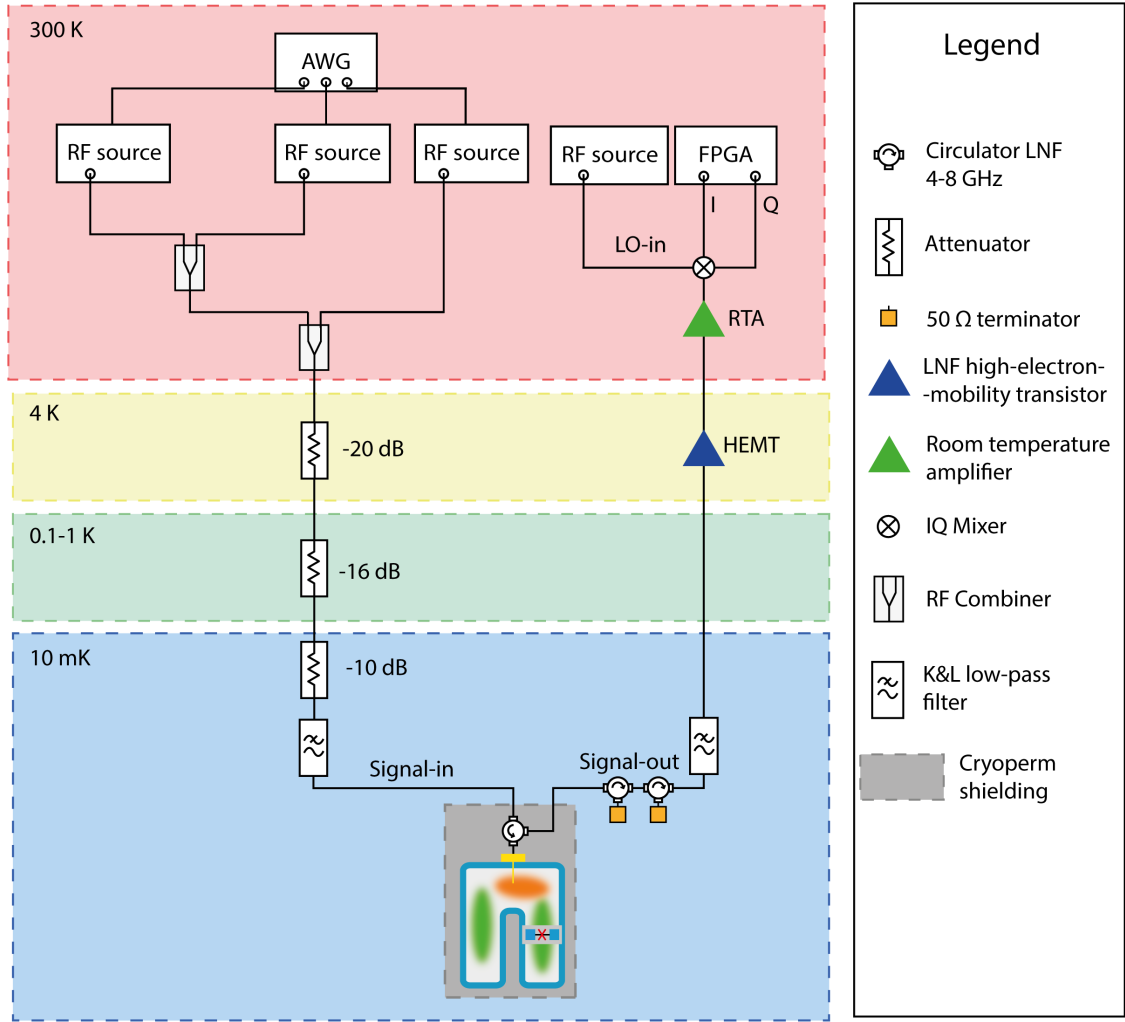 300 K
AWG
RF source
RF source
RF source
RF source
FPGA
I
Q
LO-in
RTA
4 K
-20 dB
HEMT
0.1-1 K
-16 dB
10 mK
-10 dB
Signal-in
Signal-out
Legend
Circulator LNF
4-8 GHz
Attenuator
50 Ω terminator
LNF high-electron-
-mobility transistor
Room temperature
amplifier
IQ Mixer
RF Combiner
K&L low-pass
filter
Cryoperm
shielding